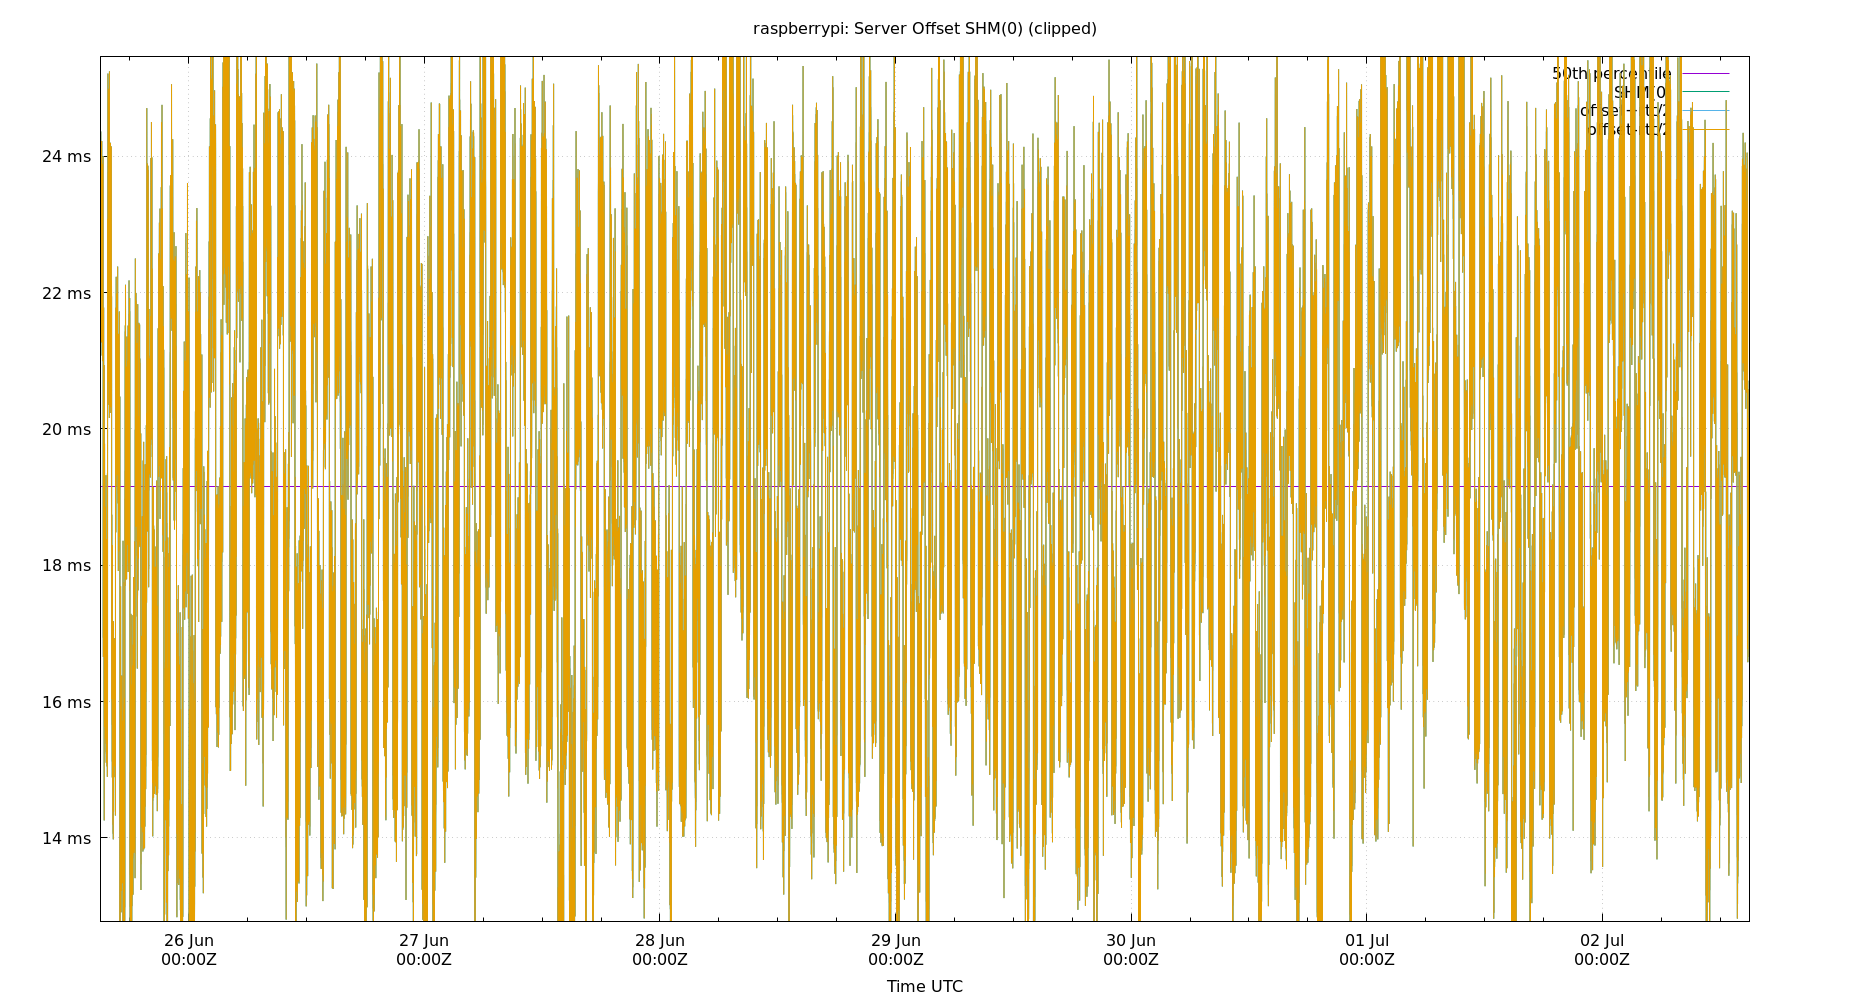 raspberrypi: Server Offset SHM(0) (clipped)
50th percentile
24 ms
22 ms
20 ms
18 ms
16 ms
14 ms
26 Jun
00:00Z
27 Jun
00:00Z
28 Jun
00:00Z
29 Jun
00:00Z
30 Jun
00:00Z
01 Jul
00:00Z
02 Jul
00:00Z
Time UTC